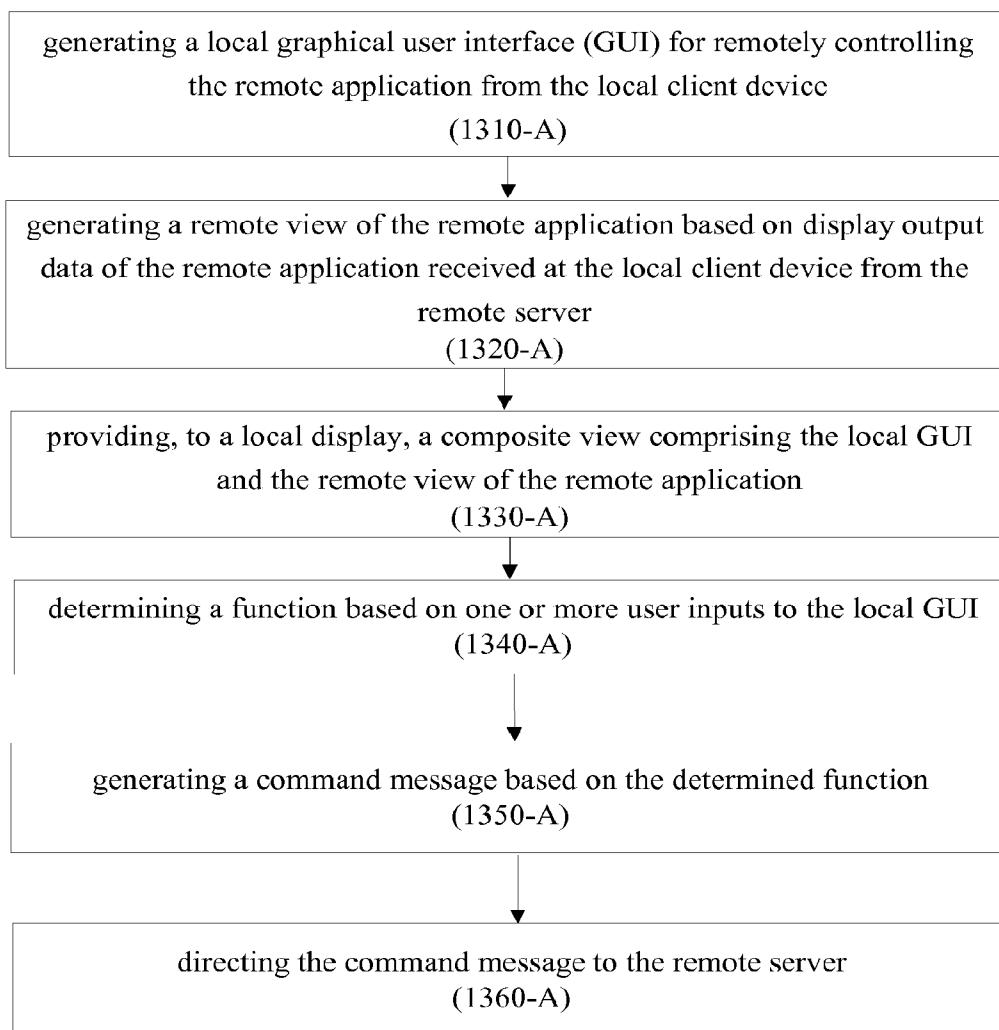 generating a local graphical user interface (GUI) for remotely controlling
the remote application from the local client device
(1310-A)
generating a remote view of the remote application based on display output
data of the remote application received at the local client device from the
remote server
(1320-A)
providing, to a local display, a composite view comprising the local GUI
and the remote view of the remote application
(1330-A)
determining a function based on one or more user inputs to the local GUI
(1340-A)
generating a command message based on the determined function
(1350-A)
directing the command message to the remote server
(1360-A)